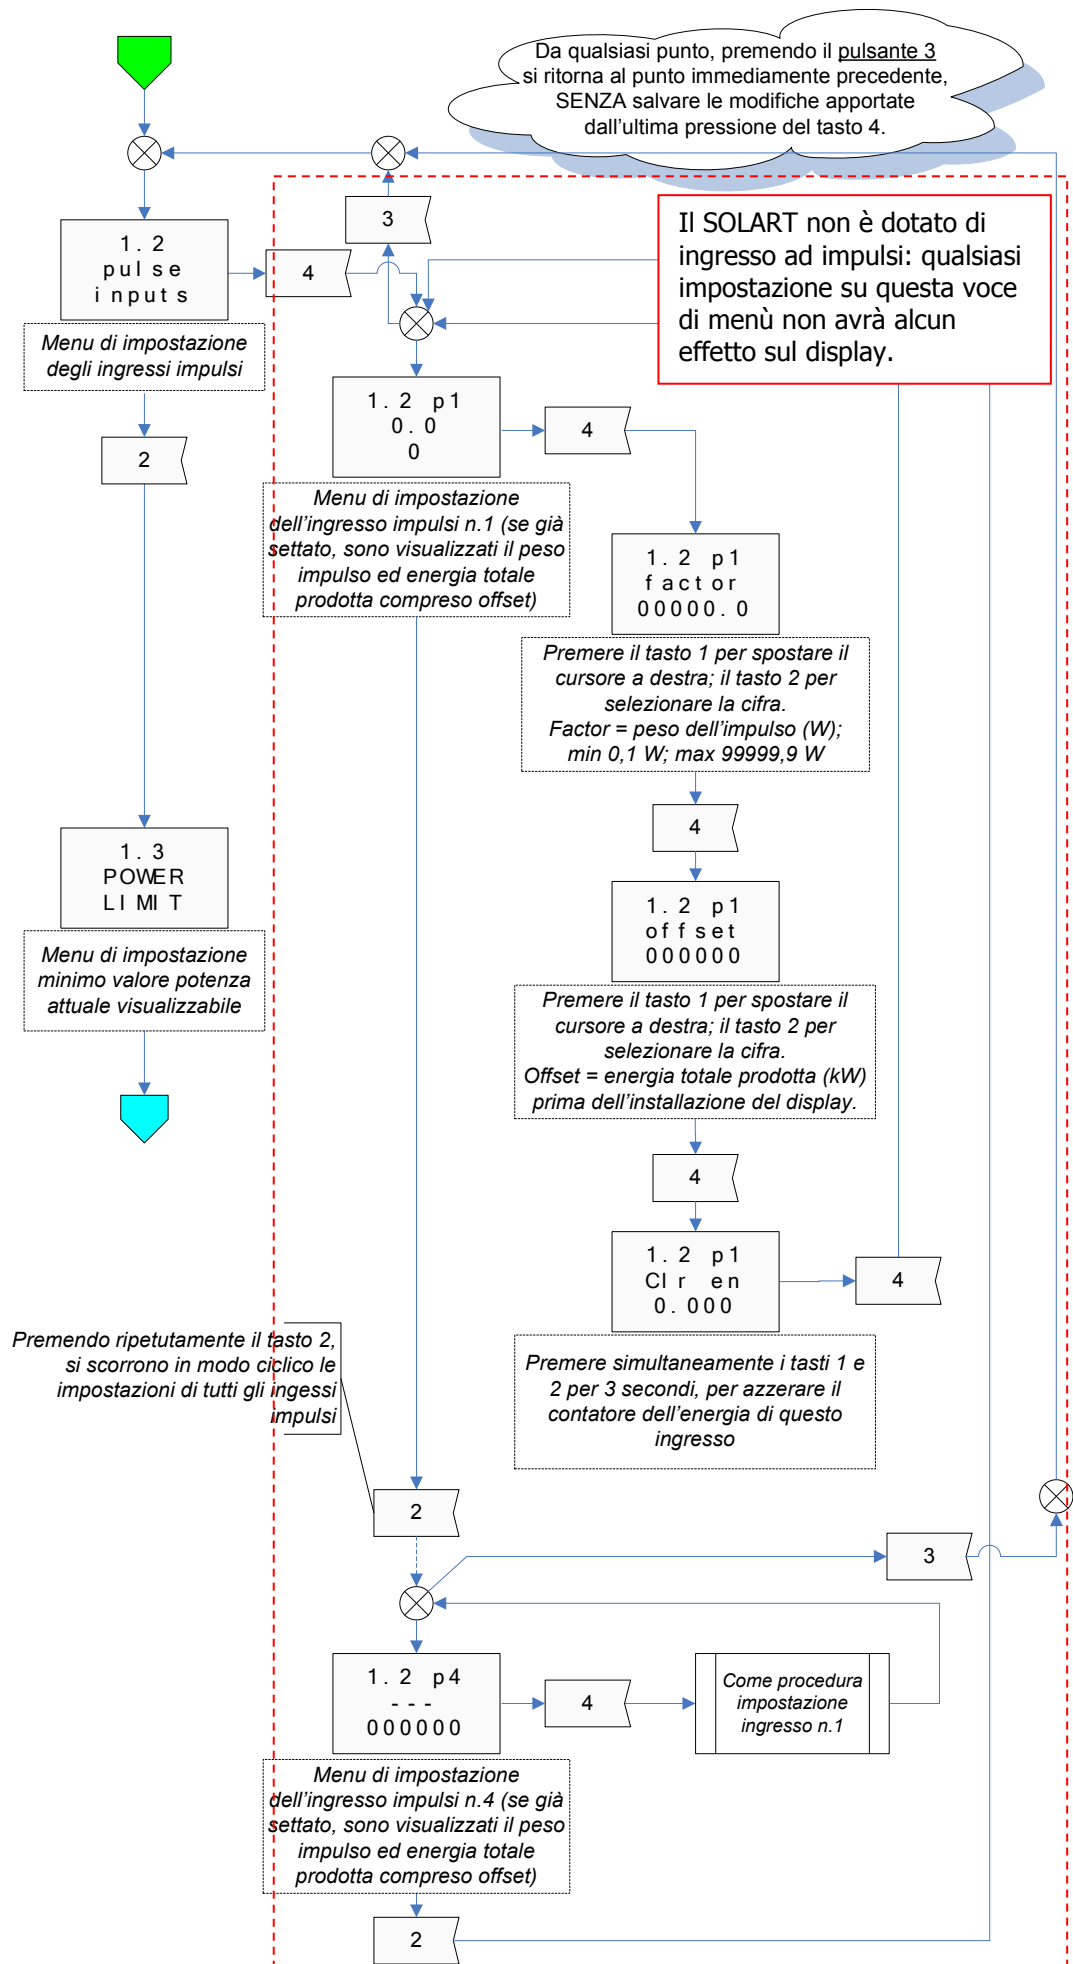 Da qualsiasi punto, premendo il pulsante 3
si ritorna al punto immediatamente precedente,
SENZA salvare le modifiche apportate
dall'ultima pressione del tasto 4.
3
Il SOLART non è dotato di
ingresso ad impulsi: qualsiasi
impostazione su questa voce
di menù non avrà alcun
effetto sul display.
1.2
pulse
inputs
4
Menu di impostazione
degli ingressi impulsi
2
1.2 p1
0.0
0
4
Menu di impostazione
dell'ingresso impulsi n.1 (se già
settato, sono visualizzati il peso
impulso ed energia totale
prodotta compreso offset)
1.2 p1
factor
00000.0
Premere il tasto 1 per spostare il
cursore a destra; il tasto 2 per
selezionare la cifra.
Factor = peso dell'impulso (W);
min 0,1 W; max 99999,9 W
4
1.3
POWER
LIMIT
Menu di impostazione
minimo valore potenza
attuale visualizzabile
1.2 p1
offset
000000
Premere il tasto 1 per spostare il
cursore a destra; il tasto 2 per
selezionare la cifra.
Offset = energia totale prodotta (kW)
prima dell'installazione del display.
4
1.2 p1
Clr en
0.000
4
Premere simultaneamente i tasti 1 e
2 per 3 secondi, per azzerare il
contatore dell'energia di questo
ingresso
Premendo ripetutamente il tasto 2,
si scorrono in modo ciclico le
impostazioni di tutti gli ingessi
impulsi
2
3
1.2 p4
---
000000
4
Come procedura
impostazione
ingresso n.1
Menu di impostazione
dell'ingresso impulsi n.4 (se già
settato, sono visualizzati il peso
impulso ed energia totale
prodotta compreso offset)
2